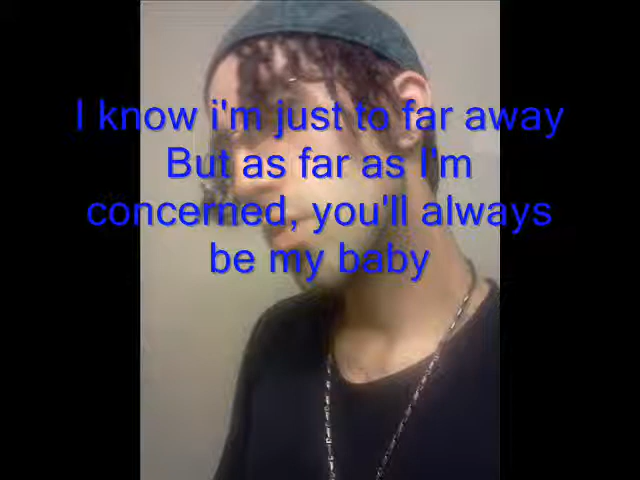 I know i'm just to far away
But as far as I'm
concerned, you'll always
be my baby